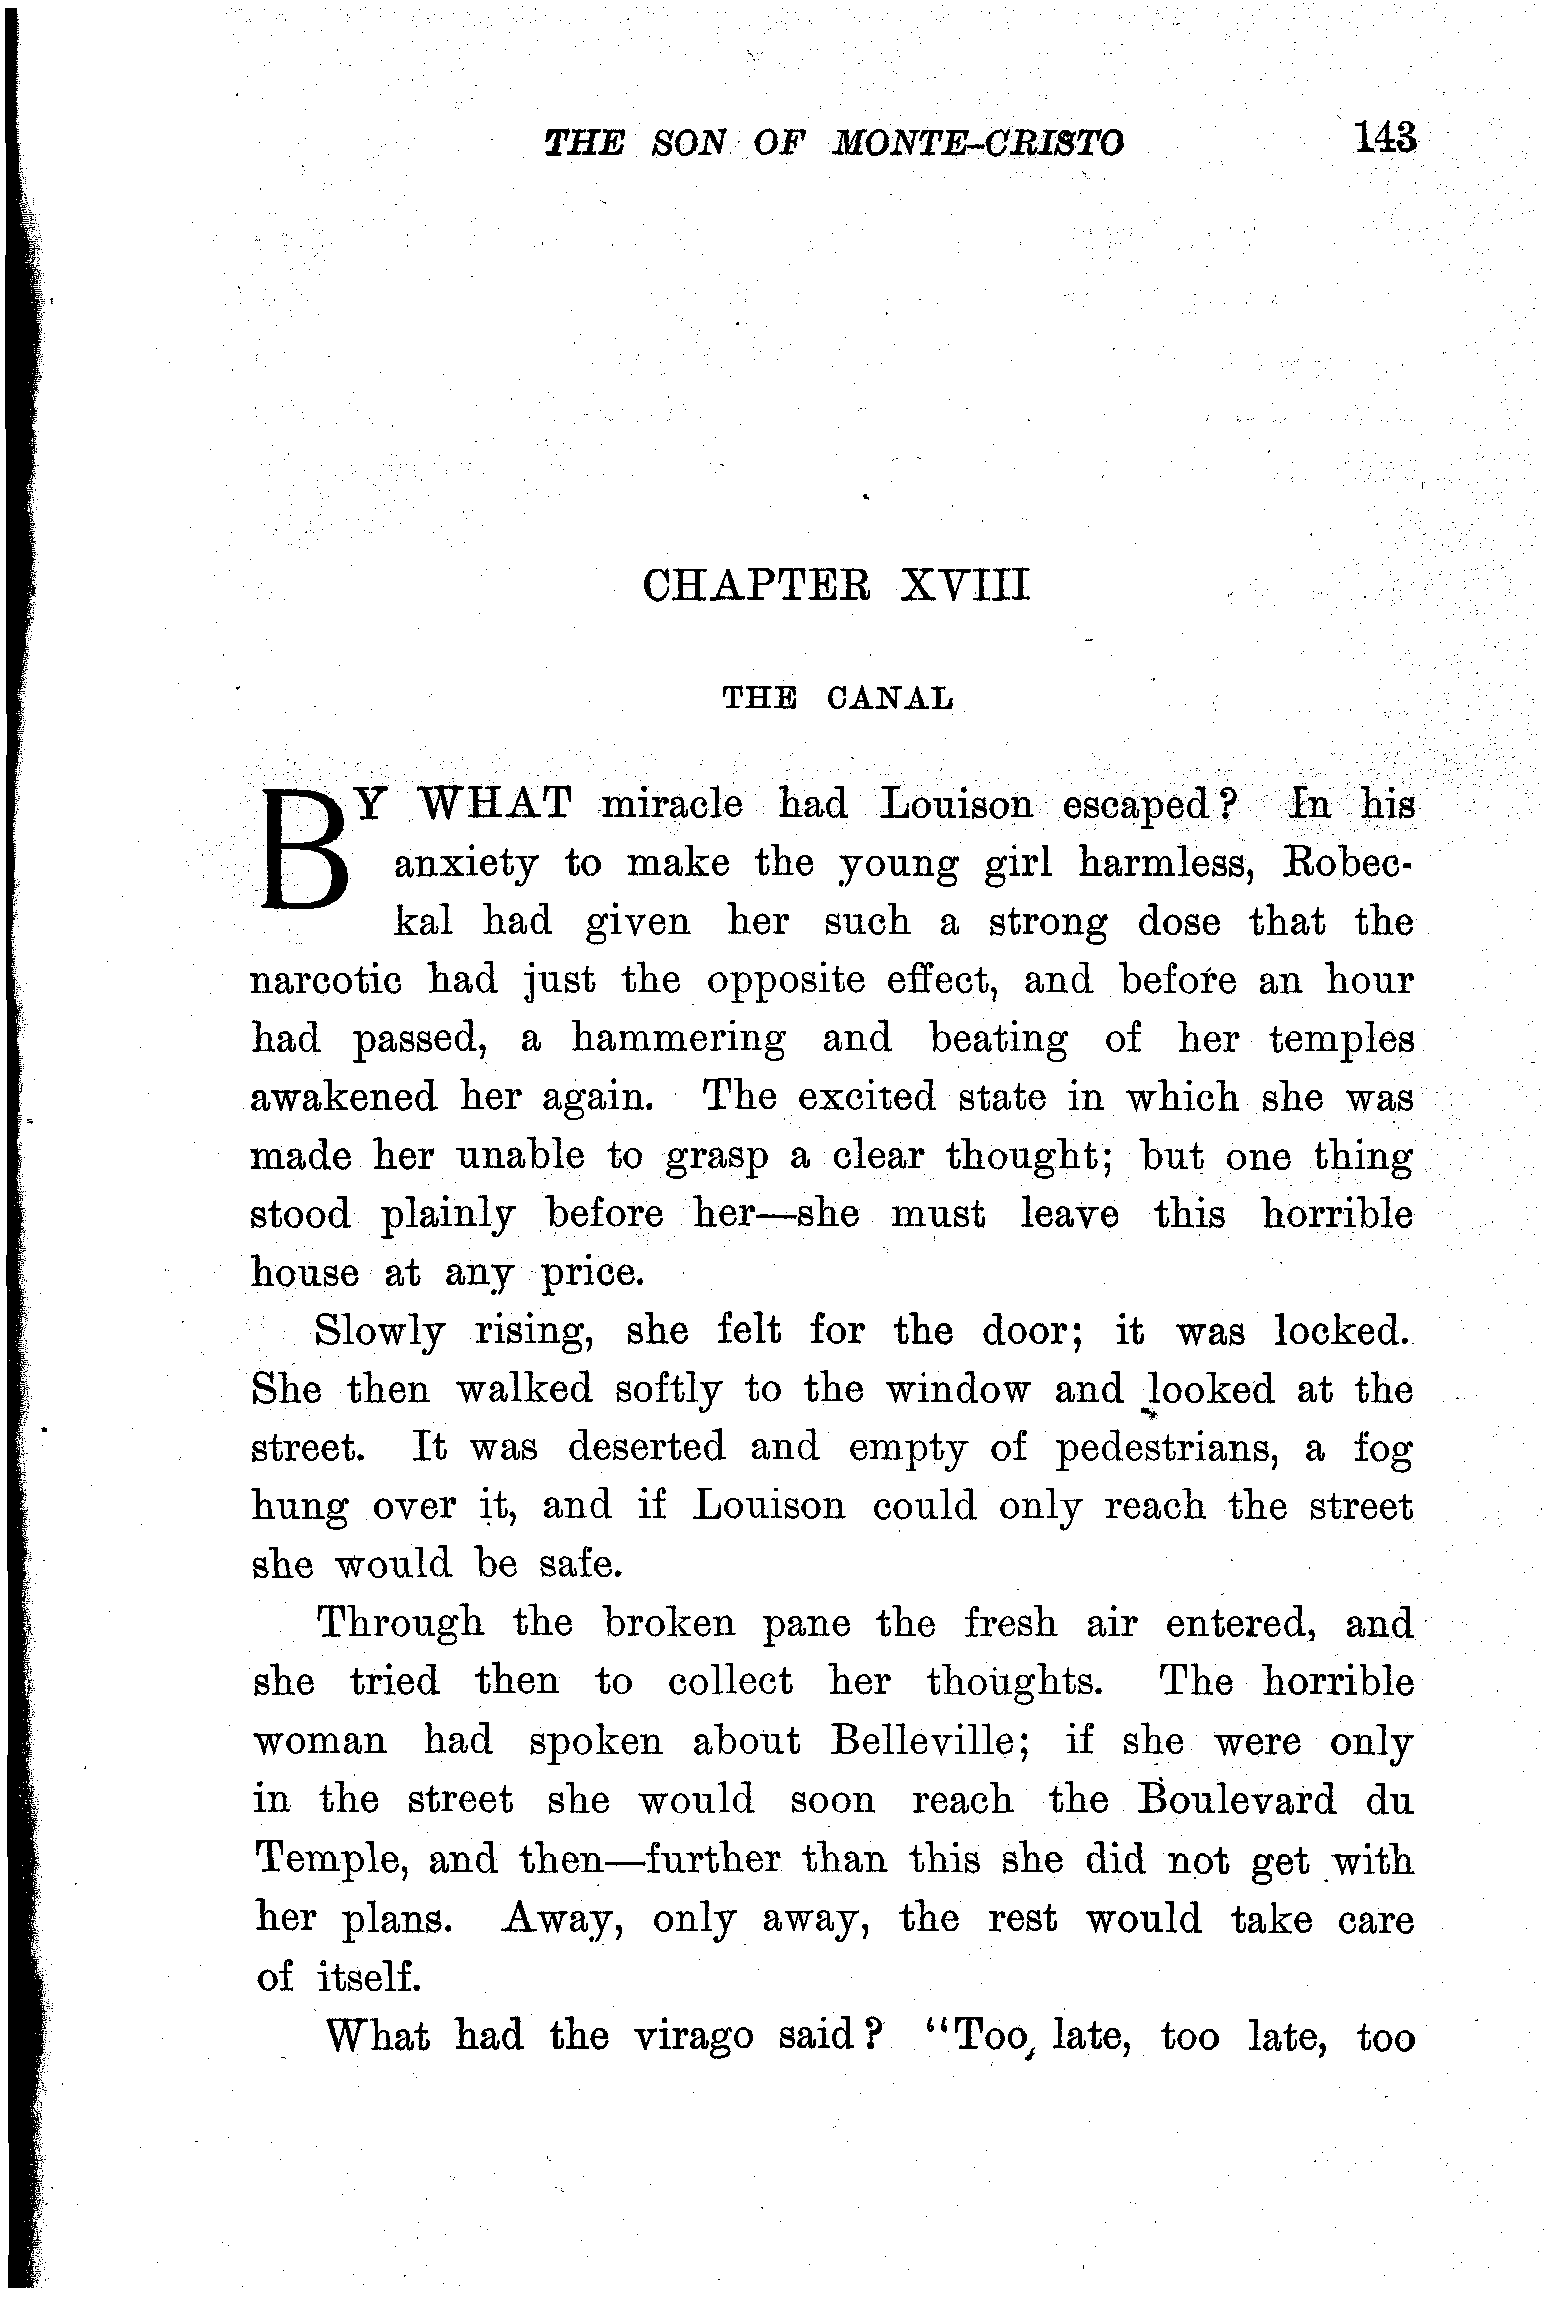 THE SON OF MONTE-CRISTO 143
CHAPTER XVIII
THE CANAL
BY WHAT miracle had Louison escaped? In his
anxiety to make the young girl harmless, Robec-
kal had given her such a strong dose that the
narcotic had just the opposite effect, and before an hour
had passed, a hammering and beating of her temples
awakened her again. The excited state in which she was
made her unable to grasp a clear thought; but one thing
stood plainly before her—she must leave this horrible
house at any price.
Slowly rising, she felt for the door; it was locked.
She then walked softly to the window and looked at the
street. It was deserted and empty of pedestrians, a fog
hung over it, and if Louison could only reach the street
she would be safe.
Through the broken pane the fresh air entered, and
she tried then to collect her thoughts. The horrible
woman had spoken about Belleville; if she were only
in the street she would soon reach the Boulevard du
Temple, and then—further than this she did not get with
her plans. Away, only away, the rest would take care
of itself.
What had the virago said? "Too, late, too late, too